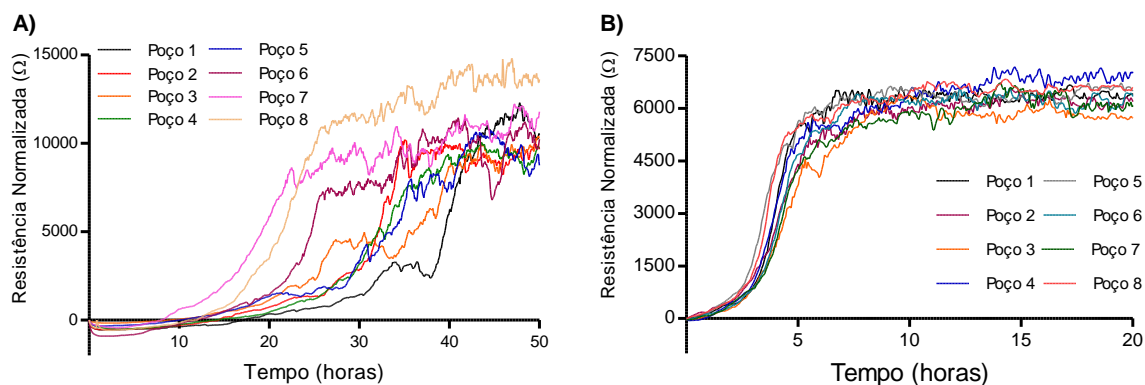 A)
Resistência Normalizada (Ω)
15000
10000
5000
0
Poço 1
Poço 2
Poço 3
Poço 4
Poço 5
Poço 6
Poço 7
Poço 8
10
20
30
40
50
Tempo (horas)
B)
Resistência Normalizada (Ω)
7500
6000
4500
3000
1500
0
Poço 1
Poço 2
Poço 3
Poço 4
Poço 5
Poço 6
Poço 7
Poço 8
5
10
15
20
Tempo (horas)